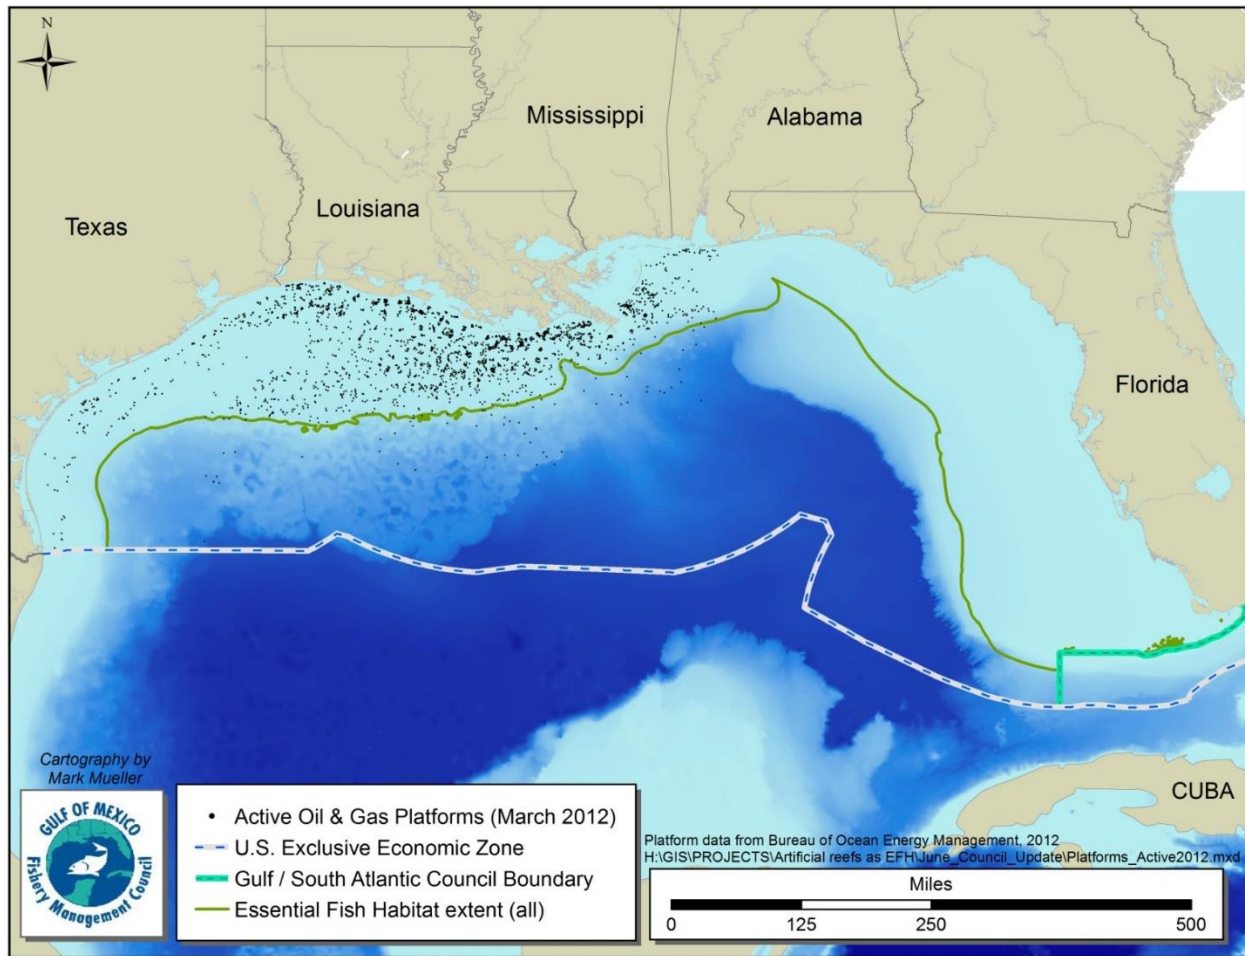 N
Mississippi
Alabama
Louisiana
Texas
Florida
CUBA
Cartography by
Mark Mueller
GULF OF MEXICO
Fishery Management Council
• Active Oil & Gas Platforms (March 2012)
U.S. Exclusive Economic Zone
Gulf / South Atlantic Council Boundary
Essential Fish Habitat extent (all)
Platform data from Bureau of Ocean Energy Management, 2012
H:\GIS\PROJECTS\Artificial reefs as EFH\June_Council_Update\Platforms_Active2012.mxd
Miles
0 125 250 500